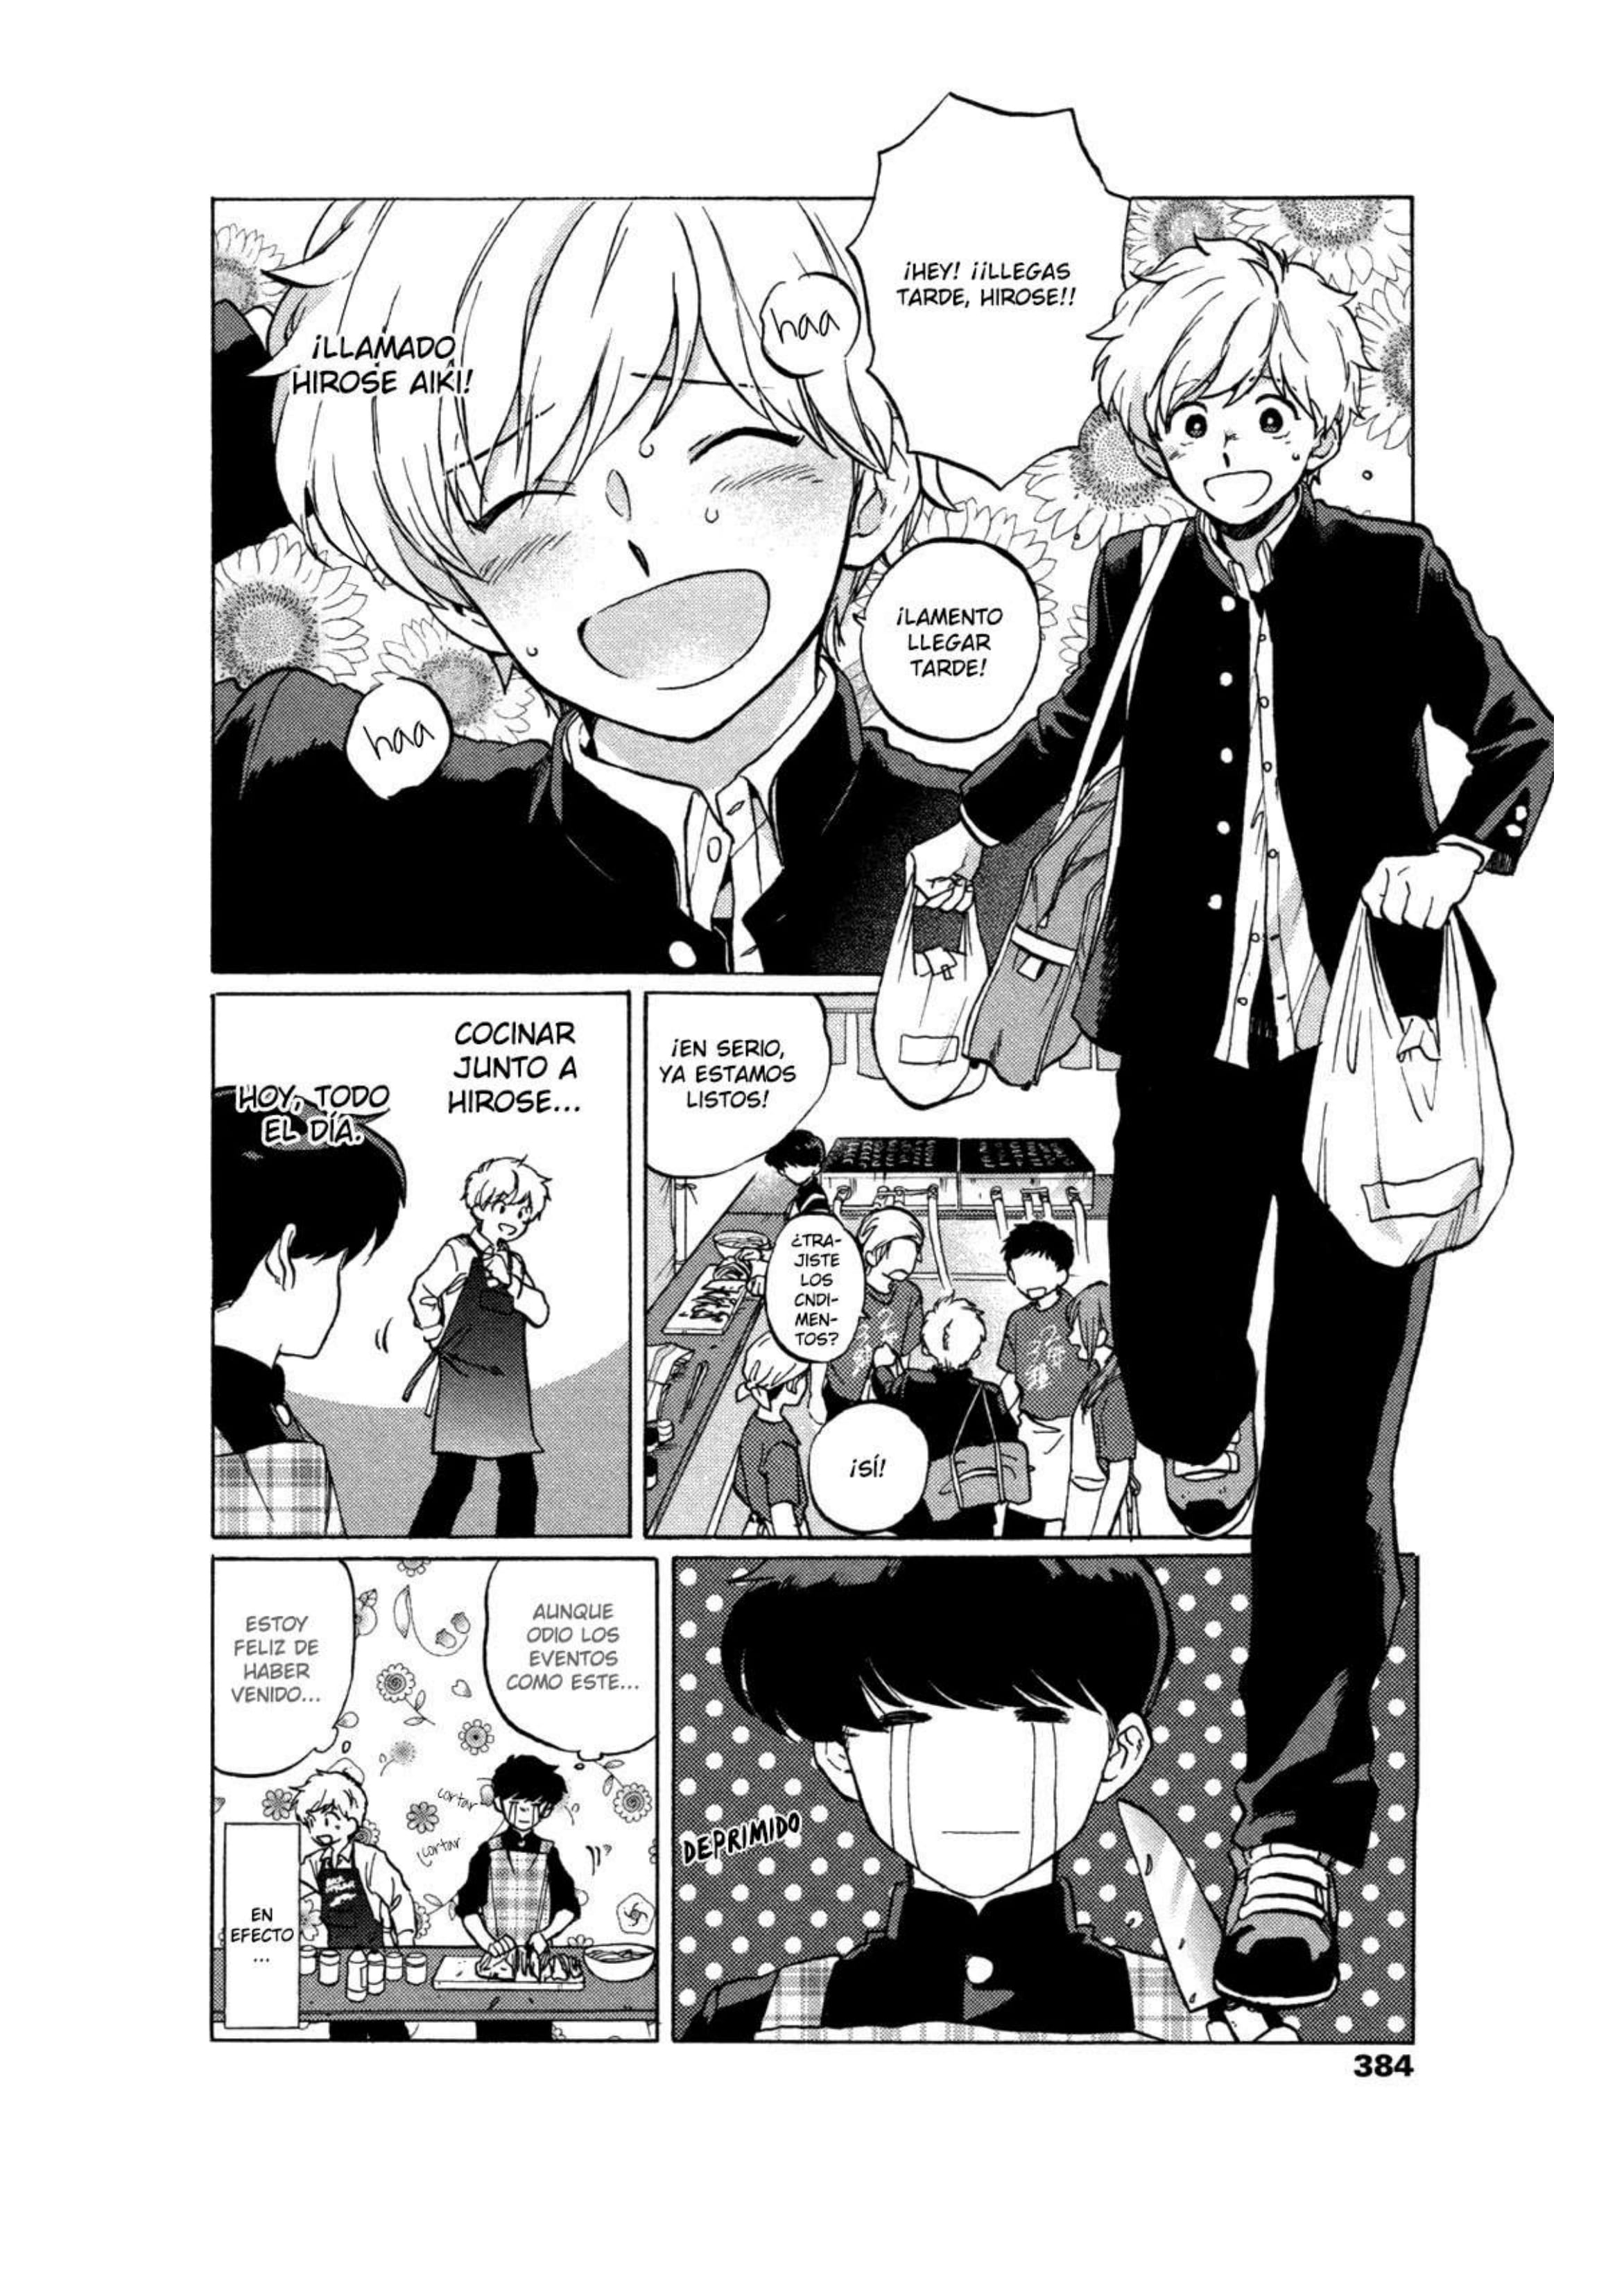 ¡HEY! ¡¡LLEGAS
TARDE, HIROSE!!
haa
¡LAMENTO
LLEGAR
TARDE!
¡LLAMADO
HIROSE AIKI!
haa
¡EN SERIO,
YA ESTAMOS
LISTOS!
¿TRA-
JISTE
LOS
CNDI-
MEN-
TOS?
¡SÍ!
COCINAR
JUNTO A
HIROSE...
HOY, TODO
EL DÍA.
DEPRIMIDO
AUNQUE
ODIO LOS
EVENTOS
COMO ESTE...
cortar
cortar
ESTOY
FELIZ DE
HABER
VENIDO...
EN
EFECTO
...
384